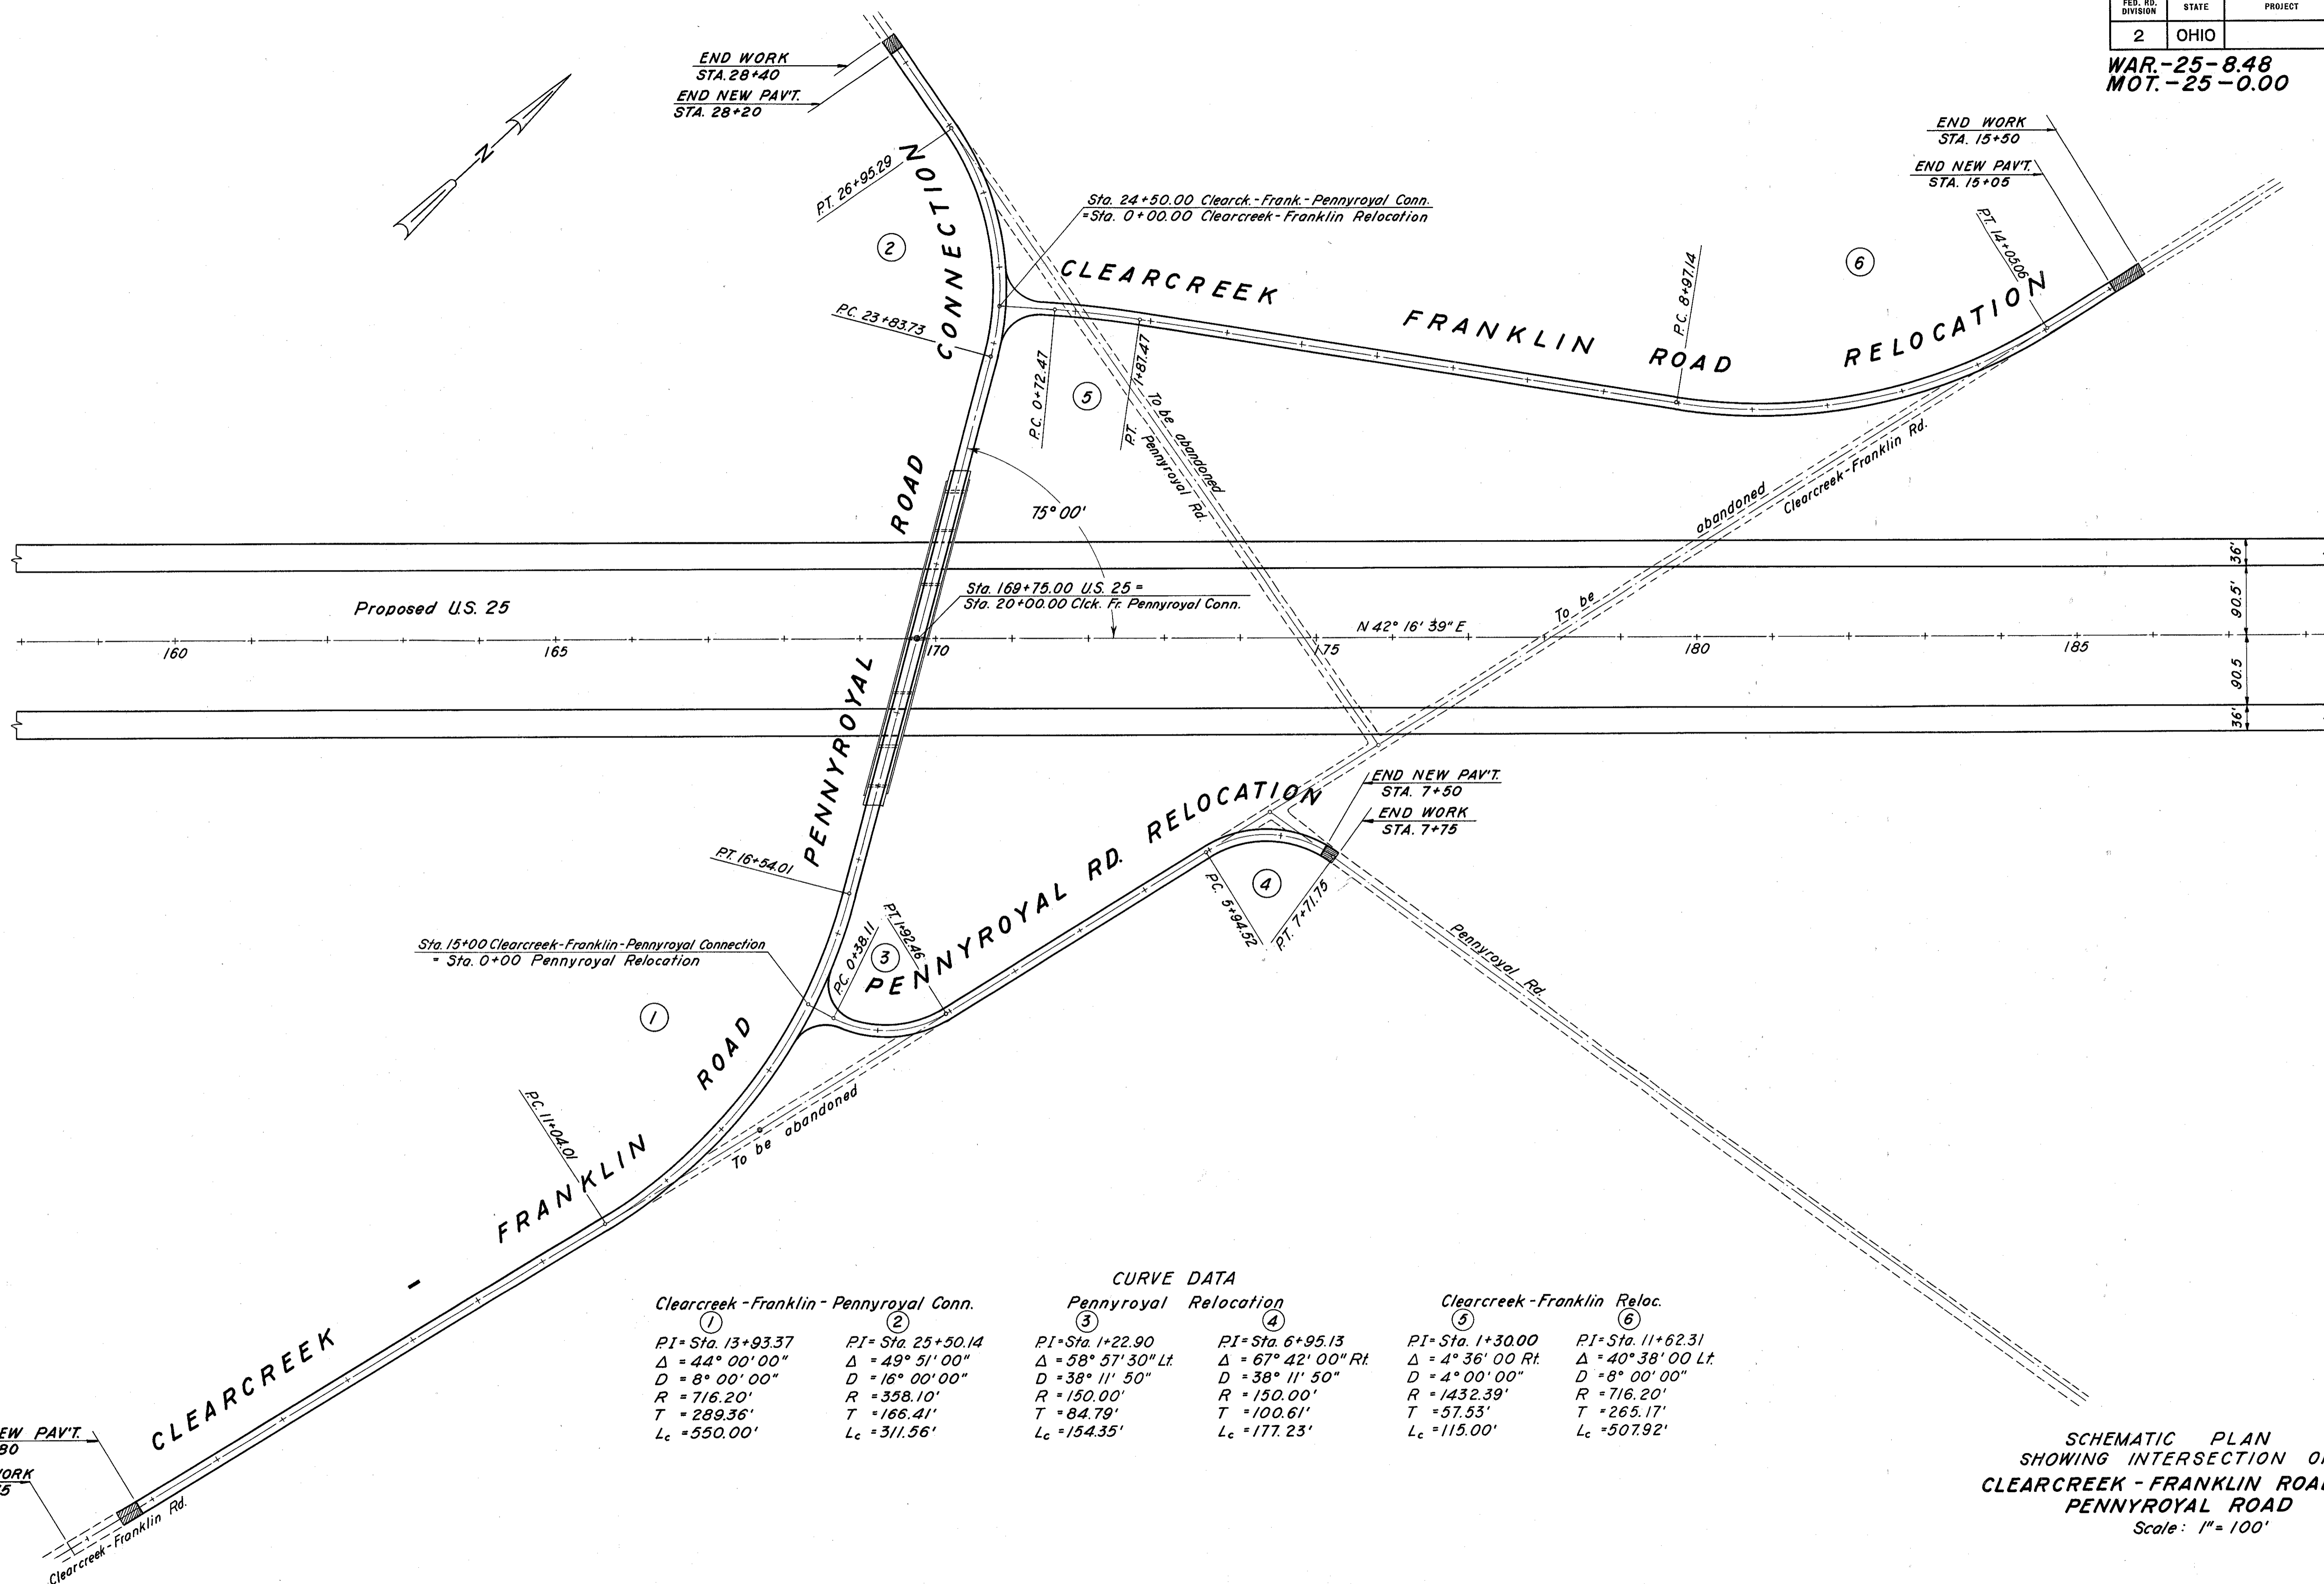 FED. RD. DIVISION STATE PROJECT
2 OHIO
WAR.-25-8.48
MOT.-25-0.00
END WORK
STA. 28+40
END NEW PAV'T.
STA. 28+20
N
P.T. 26+95.29
2
CONNECTION
P.C. 23+83.73
Sta. 24+50.00 Clearck.-Frank.-Pennyroyal Conn.
=Sta. 0+00.00 Clearcreek-Franklin Relocation
CLEARCREEK
FRANKLIN
ROAD
RELOCATION
P.C. 0+72.47
P.T. 1+87.47
5
P.C. 8+97.14
6
P.T. 14+05.06
END WORK
STA. 15+50
END NEW PAV'T.
STA. 15+05
To be abandoned
Pennyroyal Rd.
abandoned
Clearcreek-Franklin Rd.
To be
ROAD
75° 00'
Proposed U.S. 25
Sta. 169+75.00 U.S. 25 =
Sta. 20+00.00 Clck. Fr. Pennyroyal Conn.
N 42° 16' 39" E
160
165
170
175
180
185
36'
90.5'
90.5
36'
PENNYROYAL
P.T. 16+54.01
END NEW PAV'T.
STA. 7+50
END WORK
STA. 7+75
PENNYROYAL RD. RELOCATION
4
P.C. 5+94.52
P.T. 7+71.75
Pennyroyal Rd.
Sta. 15+00 Clearcreek-Franklin-Pennyroyal Connection
= Sta. 0+00 Pennyroyal Relocation
P.C. 0+38.11
P.T. 1+92.46
3
1
ROAD
To be abandoned
P.C. 11+04.01
FRANKLIN
-
CLEARCREEK
EW PAV'T.
80
ORK
5
Clearcreek-Franklin Rd.
CURVE DATA
Clearcreek-Franklin-Pennyroyal Conn. Pennyroyal Relocation Clearcreek-Franklin Reloc.
1 2 3 4 5 6
P.I = Sta. 13+93.37 P.I = Sta. 25+50.14 P.I = Sta. 1+22.90 P.I = Sta. 6+95.13 P.I = Sta. 1+30.00 P.I = Sta. 11+62.31
Δ = 44° 00' 00" Δ = 49° 51' 00" Δ = 58° 57' 30" Lt. Δ = 67° 42' 00" Rt. Δ = 4° 36' 00 Rt. Δ = 40° 38' 00 Lt.
D = 8° 00' 00" D = 16° 00' 00" D = 38° 11' 50" D = 38° 11' 50" D = 4° 00' 00" D = 8° 00' 00"
R = 716.20' R = 358.10' R = 150.00' R = 150.00' R = 1432.39' R = 716.20'
T = 289.36' T = 166.41' T = 84.79' T = 100.61' T = 57.53' T = 265.17'
Lc = 550.00' Lc = 311.56' Lc = 154.35' Lc = 177.23' Lc = 115.00' Lc = 507.92'
SCHEMATIC PLAN
SHOWING INTERSECTION O
CLEARCREEK-FRANKLIN ROA
PENNYROYAL ROAD
Scale: 1" = 100'